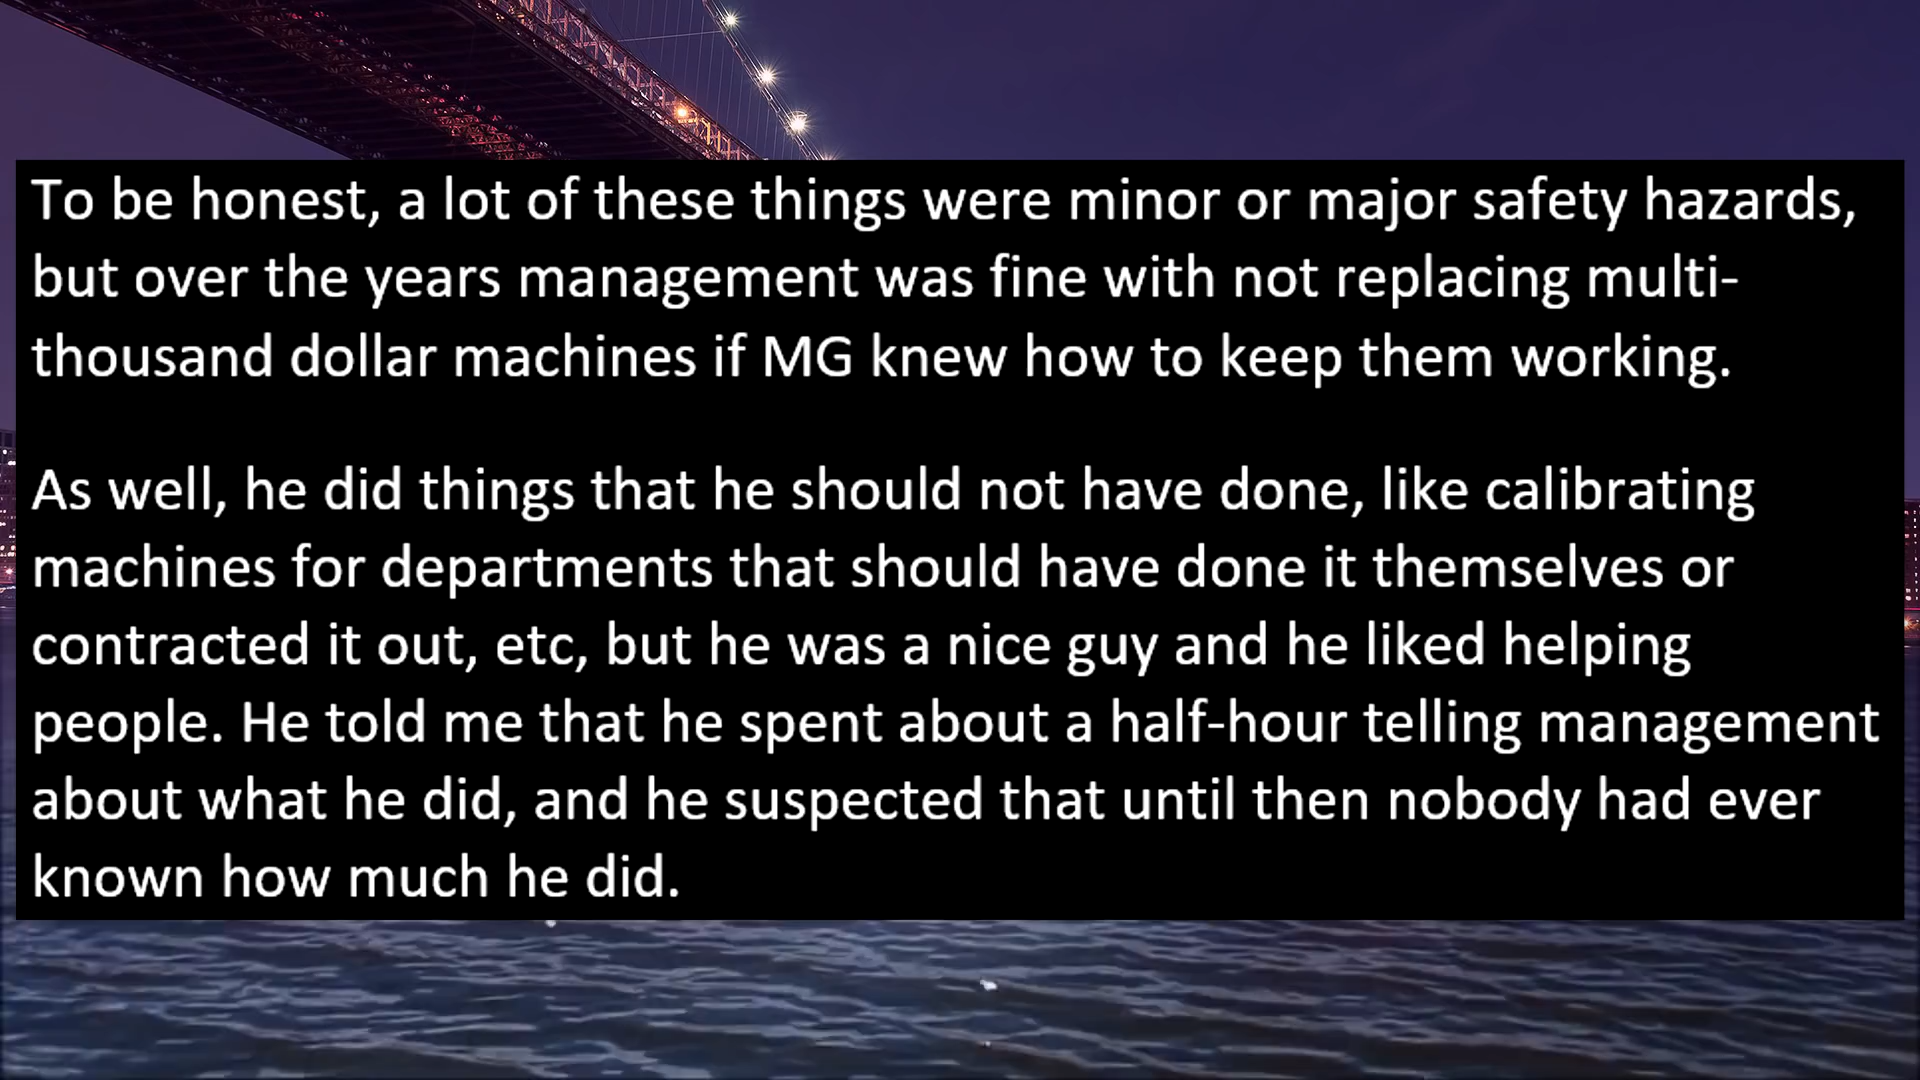 To be honest, a lot of these things were minor or major safety hazards,
but over the years management was fine with not replacing multi-
thousand dollar machines if MG knew how to keep them working.
As well, he did things that he should not have done, like calibrating
machines for departments that should have done it themselves or
contracted it out, etc, but he was a nice guy and he liked helping
people. He told me that he spent about a half-hour telling management
about what he did, and he suspected that until then nobody had ever
known how much he did.